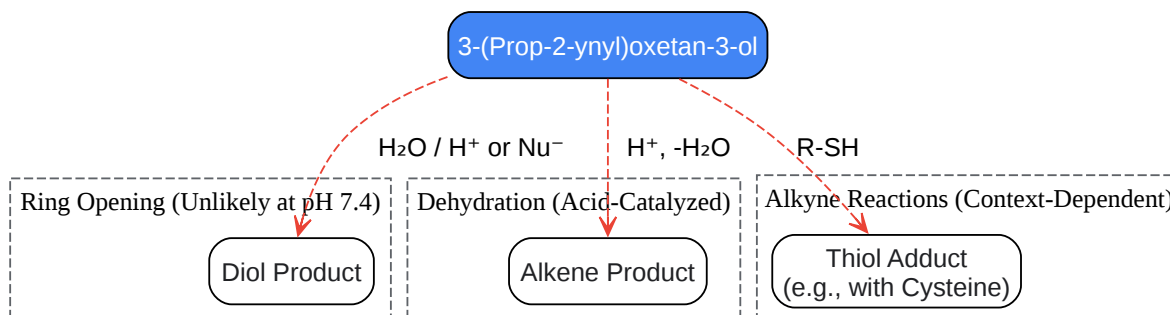 3-(Prop-2-ynyl)oxetan-3-ol
H₂O / H⁺ or Nu⁻
H⁺, -H₂O
R-SH
Ring Opening (Unlikely at pH 7.4)
Dehydration (Acid-Catalyzed)
Alkyne Reactions (Context-Dependent)
Diol Product
Alkene Product
Thiol Adduct
(e.g., with Cysteine)